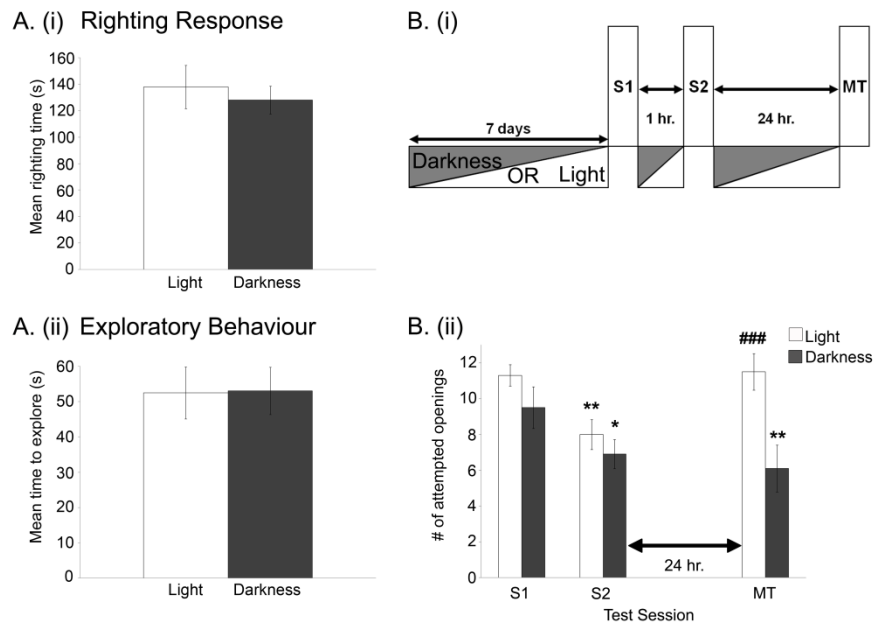 A. (i) Righting Response
160
140
120
100
80
60
40
20
0
Mean righting time (s)
Light Darkness
B. (i)
S1 S2 MT
1 hr. 24 hr.
7 days
Darkness
OR Light
A. (ii) Exploratory Behaviour
60
50
40
30
20
10
0
Mean time to explore (s)
Light Darkness
B. (ii)
Light
Darkness
###
** * **
12
10
8
6
4
2
0
# of attempted openings
24 hr.
S1 S2 MT
Test Session